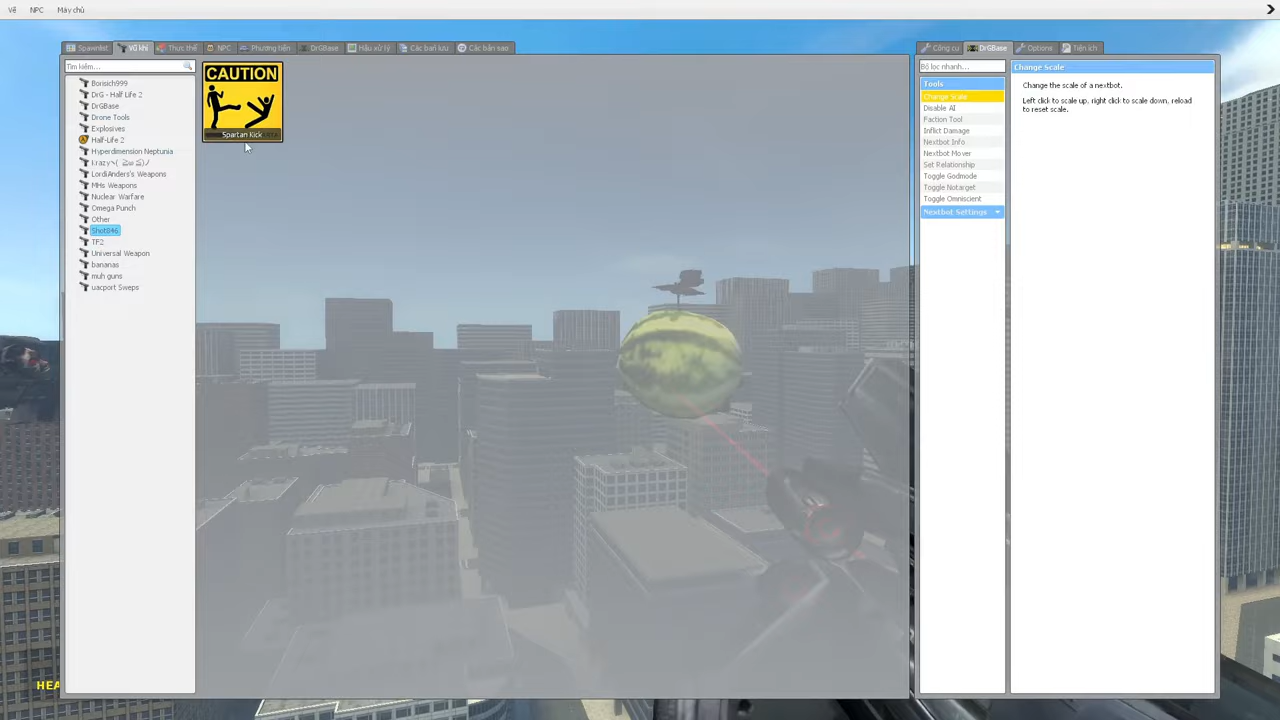 Vẽ NPC Máy chủ
Spawnlist Vũ khí Thực thể NPC Phương tiện DrGBase Hậu xử lý Các bản lưu Các bản sao
Công cụ DrGBase Options Tiện ích
Tìm kiếm...
Borisich999
DrG - Half Life 2
DrGBase
Drone Tools
Explosives
Half-Life 2
Hyperdimension Neptunia
LordiAnders's Weapons
MHs Weapons
Nuclear Warfare
Omega Punch
Other
Shot846
TF2
Universal Weapon
bananas
muh guns
uacport Sweps
CAUTION
Spartan Kick
Bộ lọc nhanh...
Tools
Change Scale
Disable AI
Faction Tool
Inflict Damage
Nextbot Info
Nextbot Mover
Set Relationship
Toggle Godmode
Toggle Notarget
Toggle Omniscient
Nextbot Settings
Change Scale
Change the scale of a nextbot.
Left click to scale up, right click to scale down, reload
to reset scale.
HEA